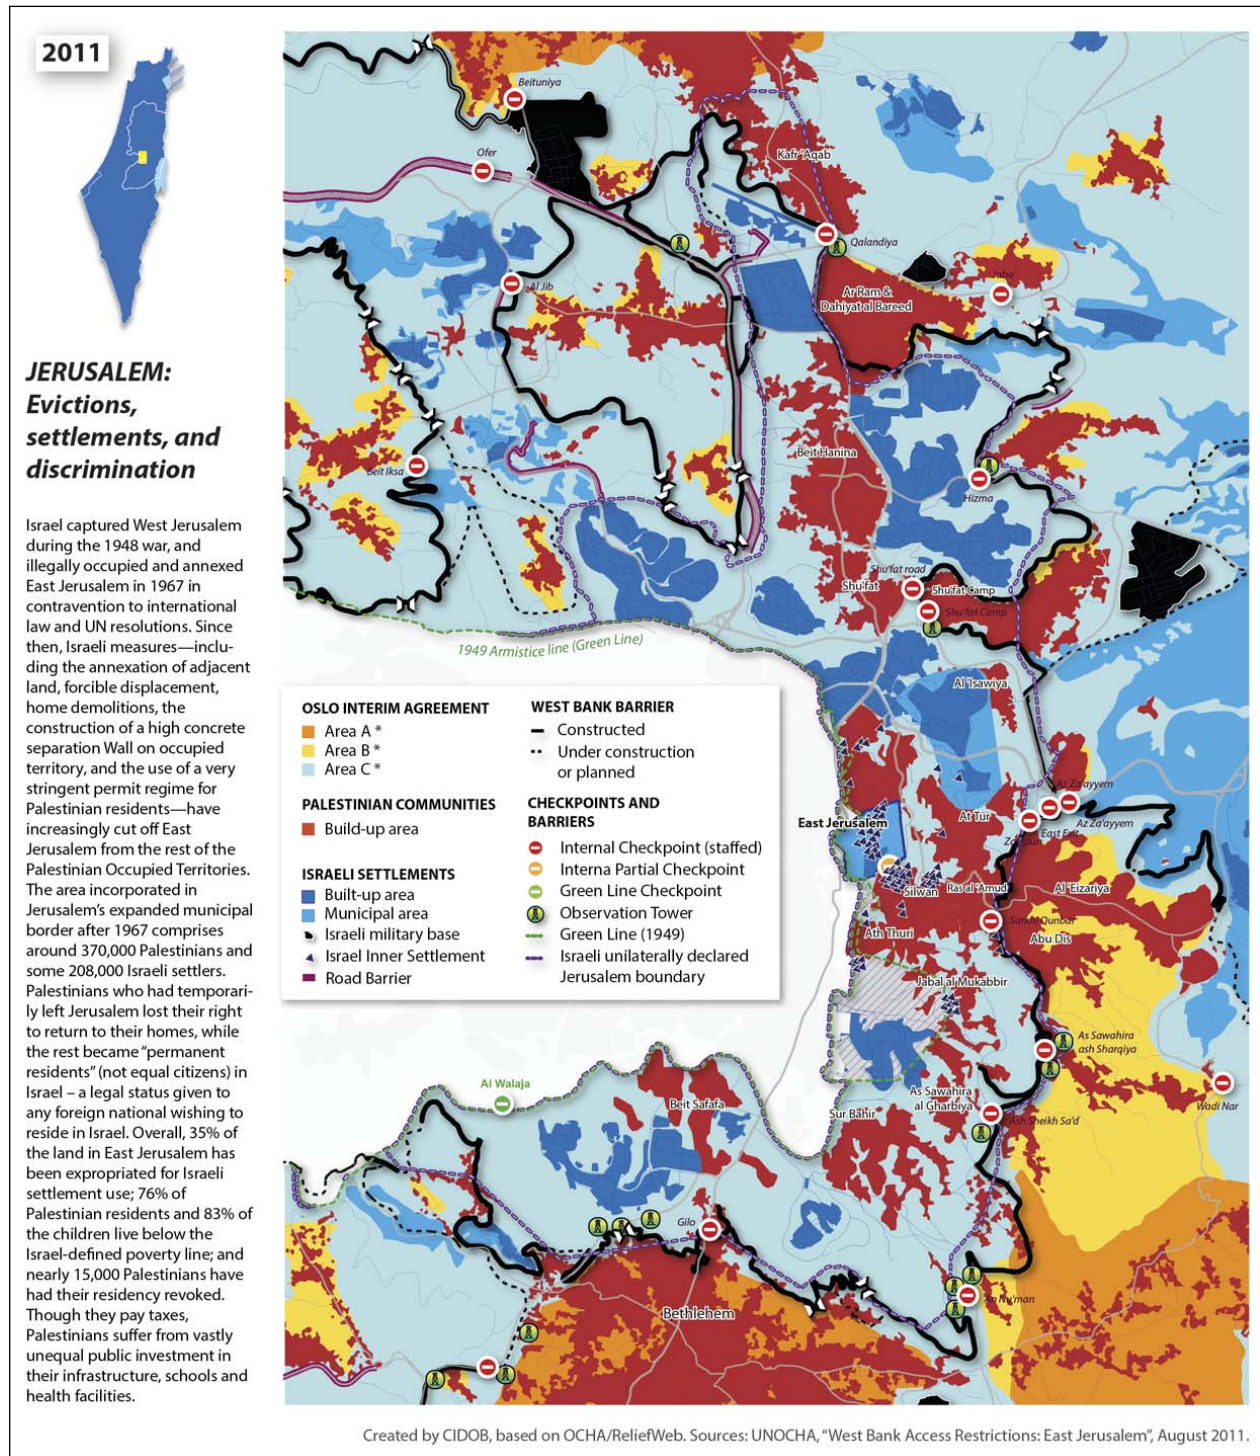 2011
JERUSALEM:
Evictions,
settlements, and
discrimination
Israel captured West Jerusalem
during the 1948 war, and
illegally occupied and annexed
East Jerusalem in 1967 in
contravention to international
law and UN resolutions. Since
then, Israeli measures—inclu-
ding the annexation of adjacent
land, forcible displacement,
home demolitions, the
construction of a high concrete
separation Wall on occupied
territory, and the use of a very
stringent permit regime for
Palestinian residents—have
increasingly cut off East
Jerusalem from the rest of the
Palestinian Occupied Territories.
The area incorporated in
Jerusalem's expanded municipal
border after 1967 comprises
around 370,000 Palestinians and
some 208,000 Israeli settlers.
Palestinians who had temporari-
ly left Jerusalem lost their right
to return to their homes, while
the rest became "permanent
residents" (not equal citizens) in
Israel – a legal status given to
any foreign national wishing to
reside in Israel. Overall, 35% of
the land in East Jerusalem has
been expropriated for Israeli
settlement use; 76% of
Palestinian residents and 83% of
the children live below the
Israel-defined poverty line; and
nearly 15,000 Palestinians have
had their residency revoked.
Though they pay taxes,
Palestinians suffer from vastly
unequal public investment in
their infrastructure, schools and
health facilities.
Beituniya
Ofer
Kafr 'Aqab
Qalandiya
Al Jib
Jaba'
Ar Ram &
Dahiyat al Bareed
Beit Iksa
Beit Hanina
Hizma
Shu'fat road
Shu'fat
Shu'fat Camp
Shu'fat Camp
1949 Armistice line (Green Line)
Al 'Isawiya
OSLO INTERIM AGREEMENT
Area A *
Area B *
Area C *
PALESTINIAN COMMUNITIES
Build-up area
ISRAELI SETTLEMENTS
Built-up area
Municipal area
Israeli military base
Israel Inner Settlement
Road Barrier
WEST BANK BARRIER
Constructed
Under construction
or planned
CHECKPOINTS AND
BARRIERS
Internal Checkpoint (staffed)
Interna Partial Checkpoint
Green Line Checkpoint
Observation Tower
Green Line (1949)
Israeli unilaterally declared
Jerusalem boundary
Az Za'ayyem
Az Za'ayyem
East Jerusalem
At Tur
East Exit
Silwan
Ras al 'Amud
Al 'Eizariya
Surkhi Qunbar
Abu Dis
Ath Thuri
Jabal al Mukabbir
As Sawahira
ash Sharqiya
Al Walaja
Beit Safafa
As Sawahira
al Gharbiya
Sur Bahir
Wadi Nar
Ash Sheikh Sa'd
Gilo
An Nu'man
Bethlehem
Created by CIDOB, based on OCHA/ReliefWeb. Sources: UNOCHA, "West Bank Access Restrictions: East Jerusalem", August 2011.